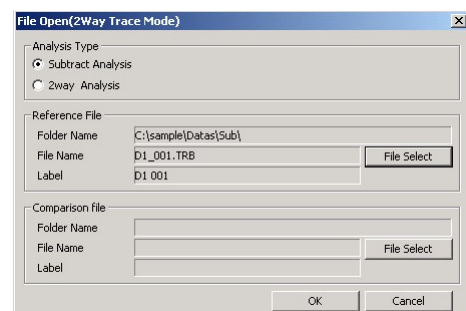 File Open(2Way Trace Mode)
Analysis Type
Subtract Analysis
2way Analysis
Reference File
Folder Name C:\sample\Datas\Sub\
File Name D1_001.TRB File Select
Label D1 001
Comparison file
Folder Name
File Name File Select
Label
OK Cancel